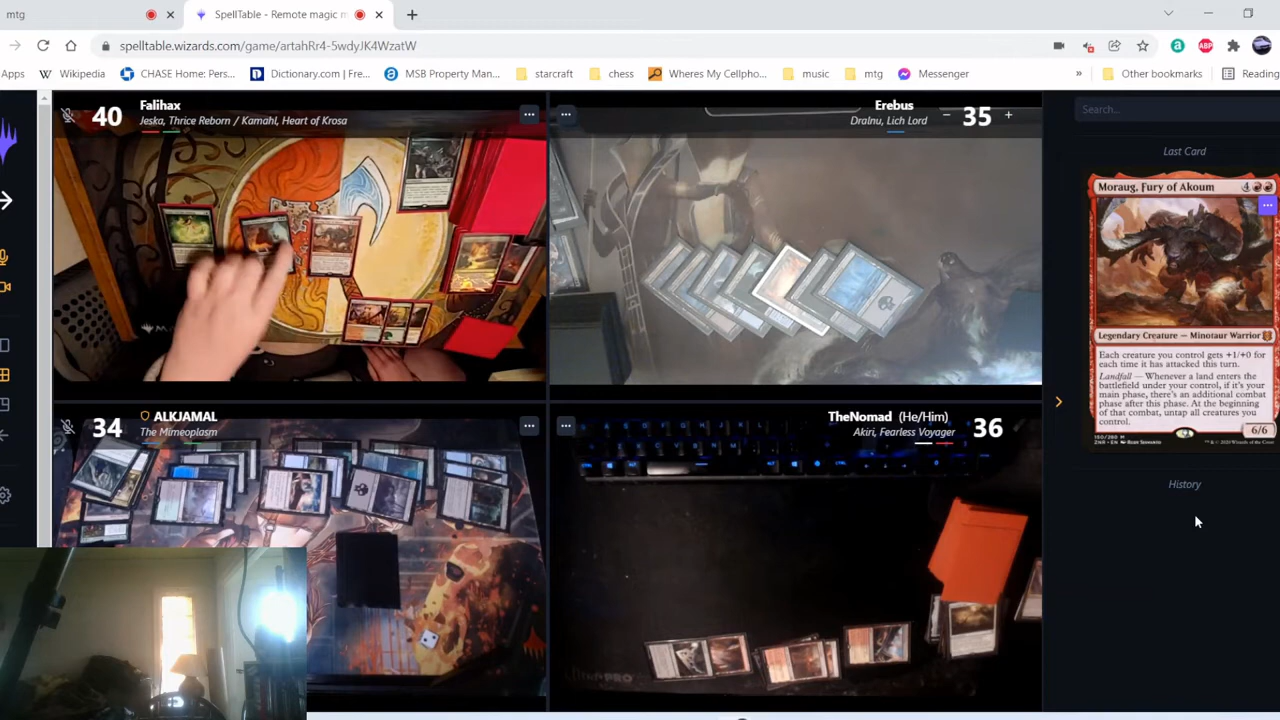 mtg
SpellTable - Remote magic m
spelltable.wizards.com/game/artahRr4-5wdyJK4WzatW
Apps
Wikipedia
CHASE Home: Pers...
Dictionary.com | Fre...
MSB Property Man...
starcraft
chess
Wheres My Cellpho...
music
mtg
Messenger
»
Other bookmarks
Reading
40
Falihax
Jeska, Thrice Reborn / Kamahl, Heart of Krosa
Erebus
Dralnu, Lich Lord
− 35 +
34
ALKJAMAL
The Mimeoplasm
TheNomad (He/Him)
Akiri, Fearless Voyager
36
Search...
Last Card
Moraug, Fury of Akoum 4
Legendary Creature — Minotaur Warrior
Each creature you control gets +1/+0 for
each time it has attacked this turn.
Landfall — Whenever a land enters the
battlefield under your control, if it's your
main phase, there's an additional combat
phase after this phase. At the beginning
of that combat, untap all creatures you
control.
6/6
History